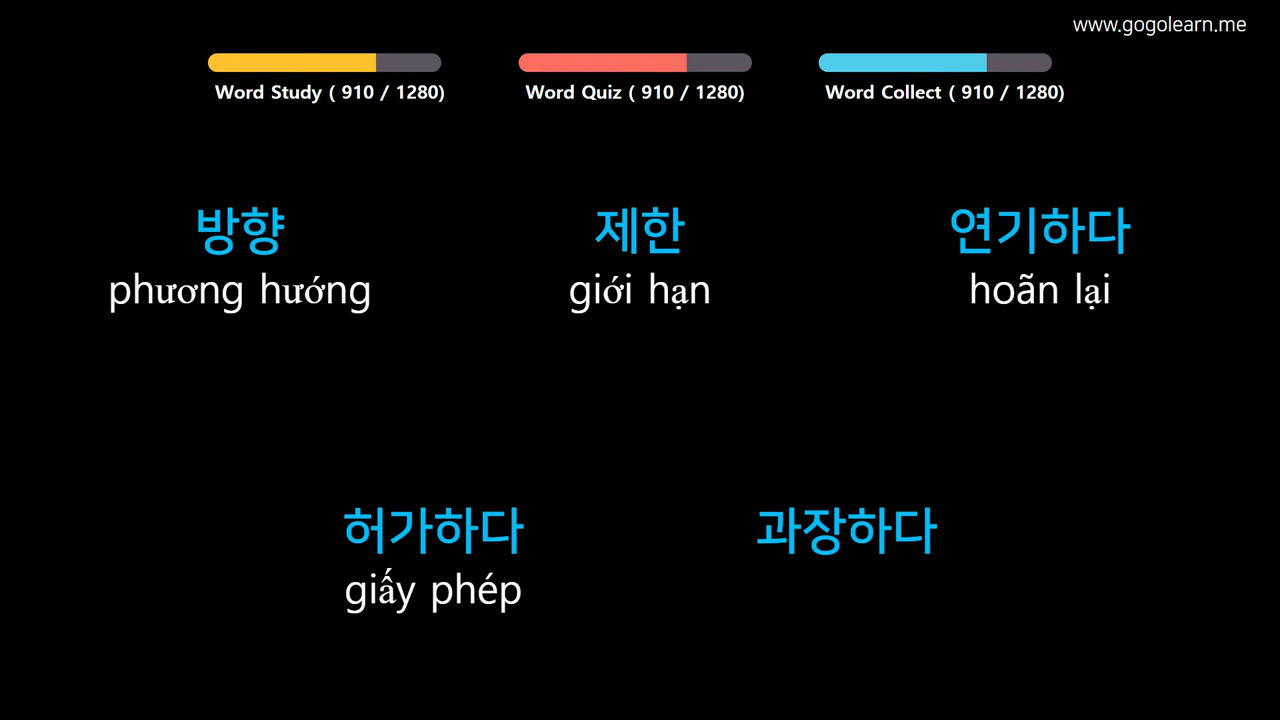 www.gogolearn.me
Word Study ( 910 / 1280)
Word Quiz ( 910 / 1280)
Word Collect ( 910 / 1280)
방향
phương hướng
제한
giới hạn
연기하다
hoãn lại
허가하다
giấy phép
과장하다